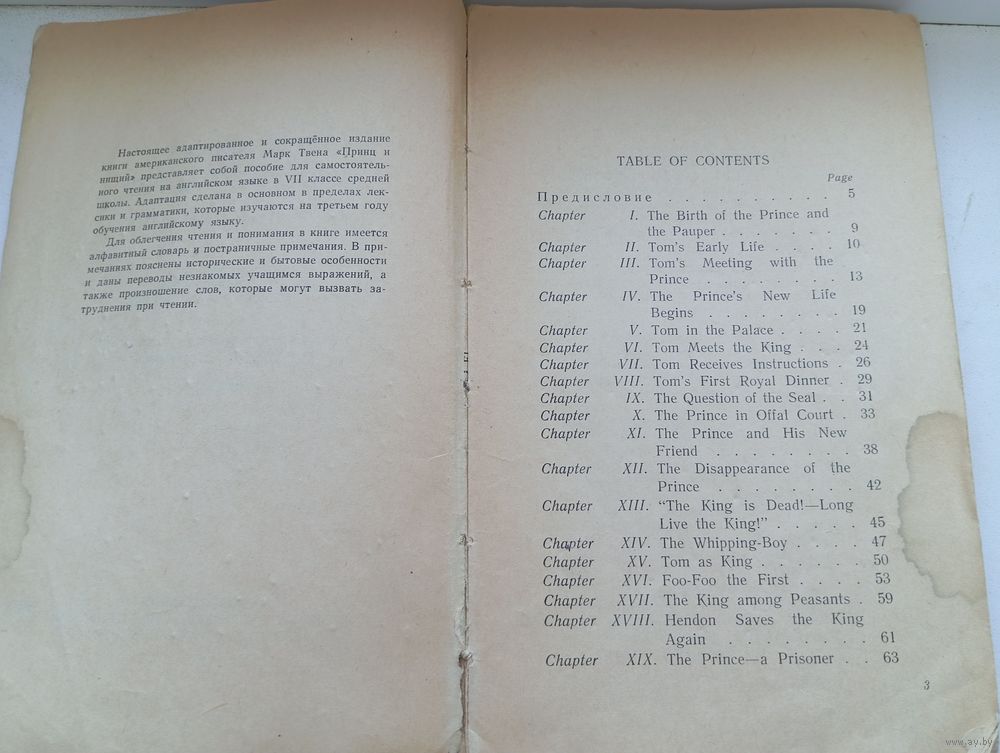 Настоящее адаптированное и сокращённое издание
книги американского писателя Марк Твена «Принц и
нищий» представляет собой пособие для самостоятель-
ного чтения на английском языке в VII классе средней
школы. Адаптация сделана в основном в пределах лек-
сики и грамматики, которые изучаются на третьем году
обучения английскому языку.
Для облегчения чтения и понимания в книге имеется
алфавитный словарь и постраничные примечания. В при-
мечаниях пояснены исторические и бытовые особенности
и даны переводы незнакомых учащимся выражений, а
также произношение слов, которые могут вызвать за-
труднения при чтении.
TABLE OF CONTENTS
Page
Предисловие . . . . . . . . . . 5
Chapter I. The Birth of the Prince and
the Pauper . . . . . . . 9
Chapter II. Tom's Early Life . . . . 10
Chapter III. Tom's Meeting with the
Prince . . . . . . . . 13
Chapter IV. The Prince's New Life
Begins . . . . . . . . 19
Chapter V. Tom in the Palace . . . . 21
Chapter VI. Tom Meets the King . . . 24
Chapter VII. Tom Receives Instructions . 26
Chapter VIII. Tom's First Royal Dinner . 29
Chapter IX. The Question of the Seal . . 31
Chapter X. The Prince in Offal Court . 33
Chapter XI. The Prince and His New
Friend . . . . . . . . 38
Chapter XII. The Disappearance of the
Prince . . . . . . . . 42
Chapter XIII. “The King is Dead!—Long
Live the King!” . . . . . 45
Chapter XIV. The Whipping-Boy . . . . 47
Chapter XV. Tom as King . . . . . . 50
Chapter XVI. Foo-Foo the First . . . . 53
Chapter XVII. The King among Peasants . 59
Chapter XVIII. Hendon Saves the King
Again . . . . . . . . 61
Chapter XIX. The Prince—a Prisoner . . 63
3
www.ay.by